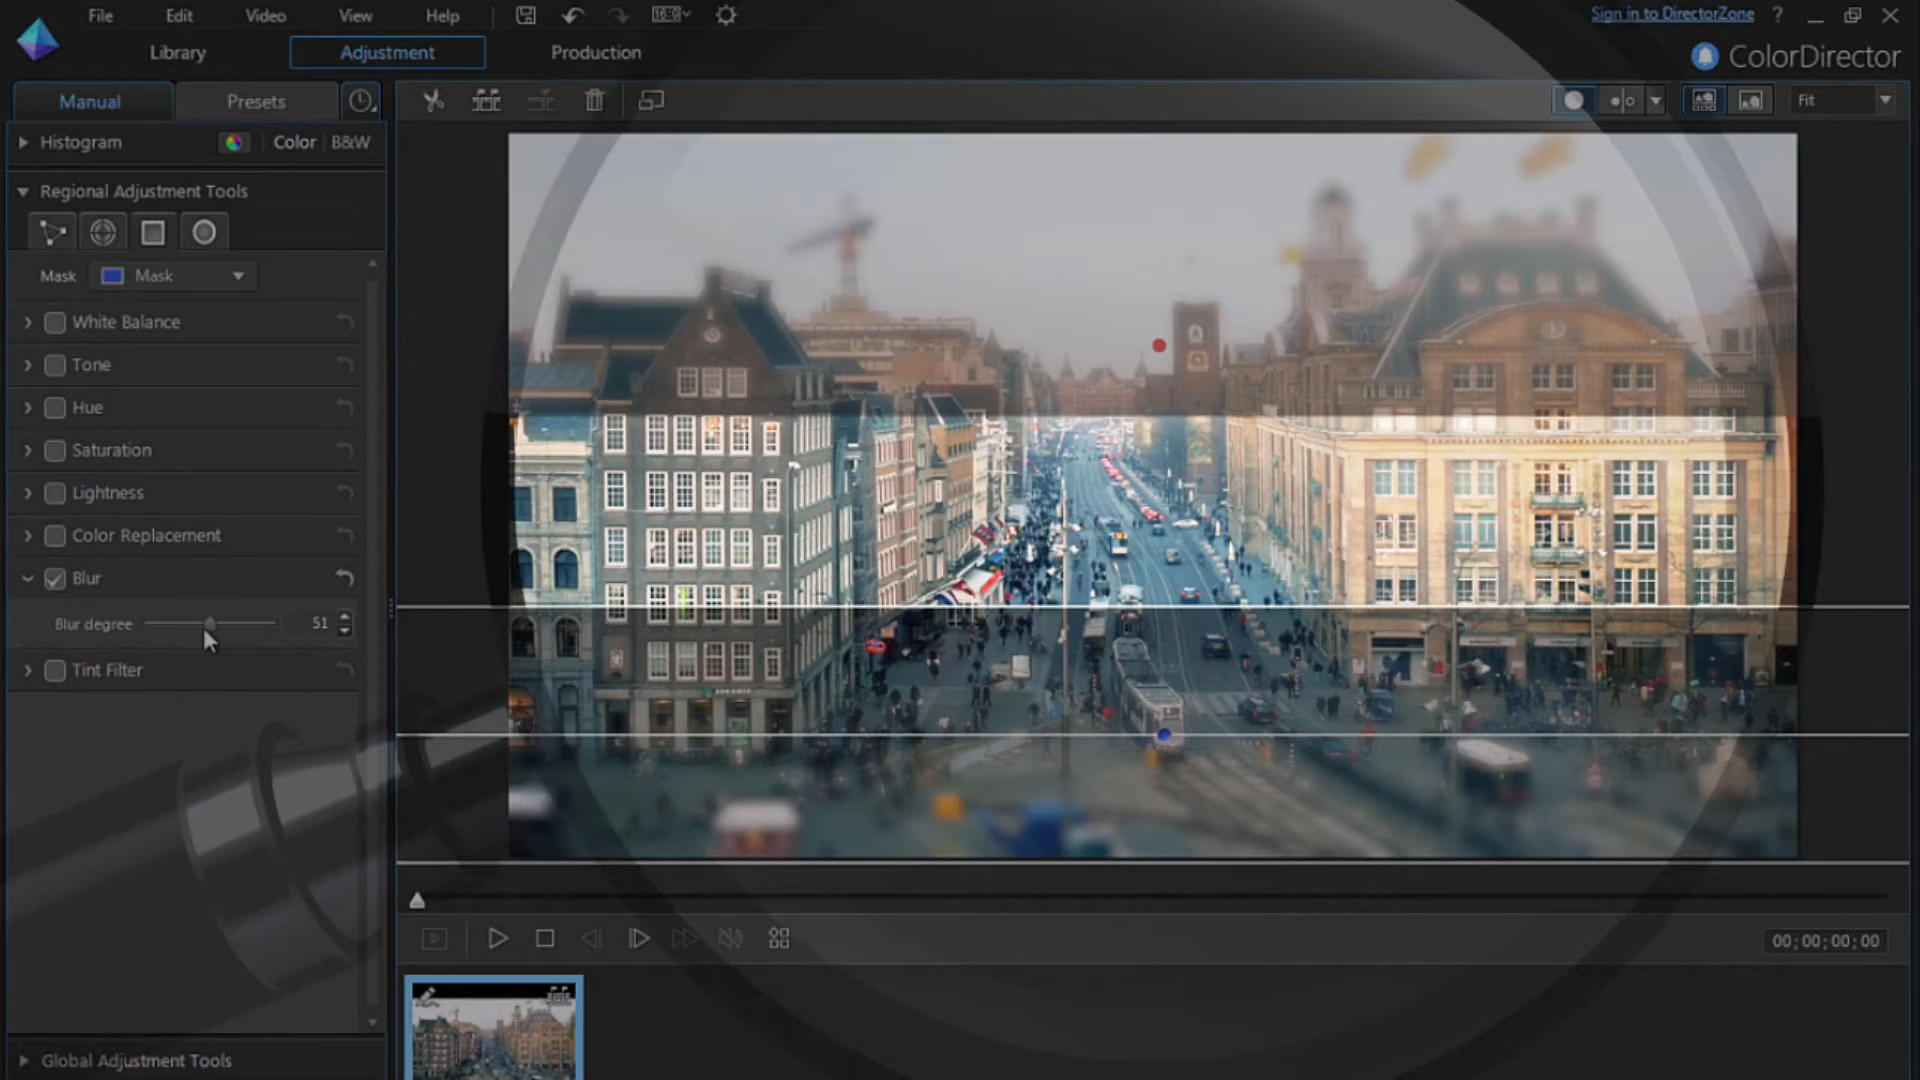 File Edit Video View Help
Sign in to DirectorZone ?
Library Adjustment Production
ColorDirector
Manual Presets
Fit
Histogram Color B&W
Regional Adjustment Tools
Mask Mask
White Balance
Tone
Hue
Saturation
Lightness
Color Replacement
Blur
Blur degree 51
Tint Filter
00;00;00;00
Global Adjustment Tools